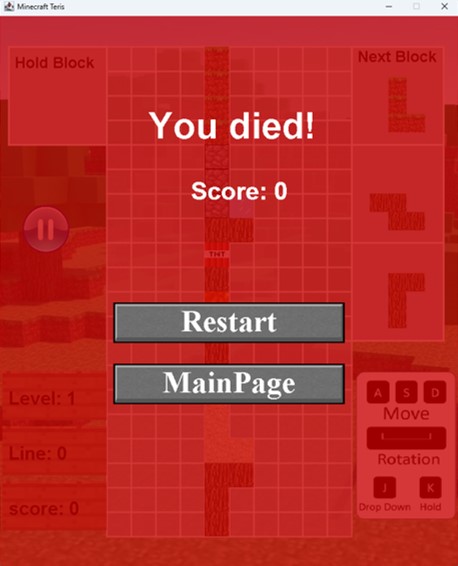 Minecraft Teris
Hold Block
Next Block
You died!
Score: 0
TNT
Restart
MainPage
Level: 1
Line: 0
score: 0
A S D
Move
Rotation
J K
Drop Down Hold